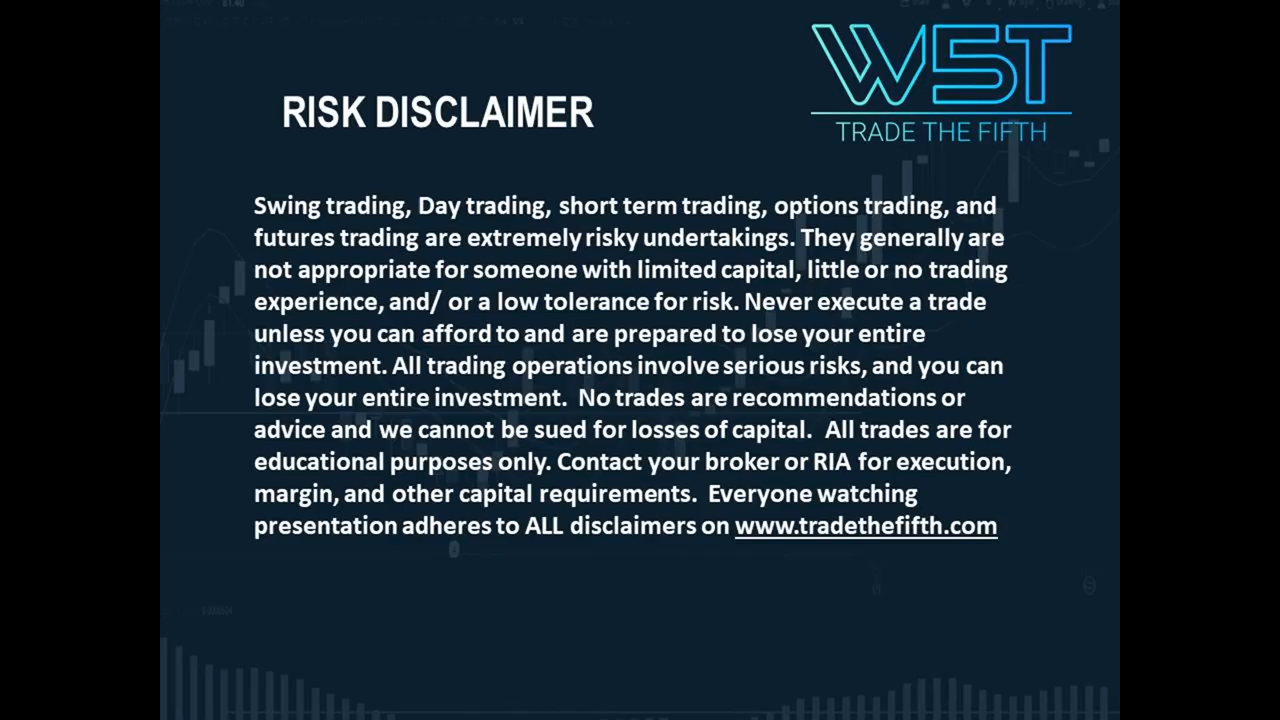 W5T
TRADE THE FIFTH
RISK DISCLAIMER
Swing trading, Day trading, short term trading, options trading, and
futures trading are extremely risky undertakings. They generally are
not appropriate for someone with limited capital, little or no trading
experience, and/ or a low tolerance for risk. Never execute a trade
unless you can afford to and are prepared to lose your entire
investment. All trading operations involve serious risks, and you can
lose your entire investment.  No trades are recommendations or
advice and we cannot be sued for losses of capital.  All trades are for
educational purposes only. Contact your broker or RIA for execution,
margin, and other capital requirements.  Everyone watching
presentation adheres to ALL disclaimers on www.tradethefifth.com